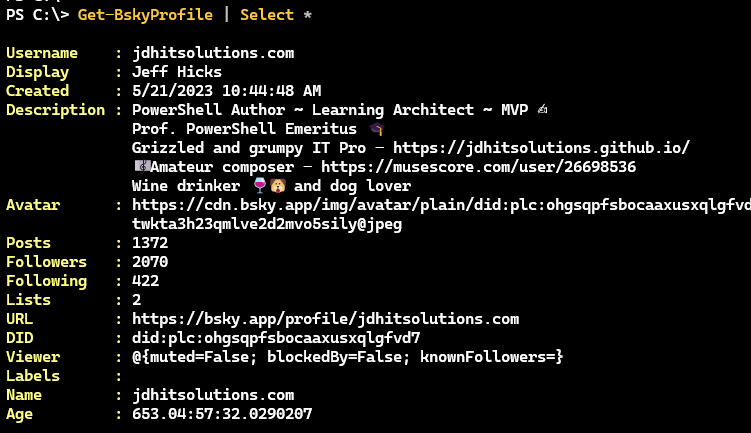 PS C:\> Get-BskyProfile | Select *
Username    : jdhitsolutions.com
Display     : Jeff Hicks
Created     : 5/21/2023 10:44:48 AM
Description : PowerShell Author ~ Learning Architect ~ MVP ✍
              Prof. PowerShell Emeritus 🎓
              Grizzled and grumpy IT Pro - https://jdhitsolutions.github.io/
              🎼Amateur composer - https://musescore.com/user/26698536
              Wine drinker 🍷🐶 and dog lover
Avatar      : https://cdn.bsky.app/img/avatar/plain/did:plc:ohgsqpfsbocaaxusxqlgfvd
              twkta3h23qmlve2d2mvo5sily@jpeg
Posts       : 1372
Followers   : 2070
Following   : 422
Lists       : 2
URL         : https://bsky.app/profile/jdhitsolutions.com
DID         : did:plc:ohgsqpfsbocaaxusxqlgfvd7
Viewer      : @{muted=False; blockedBy=False; knownFollowers=}
Labels      :
Name        : jdhitsolutions.com
Age         : 653.04:57:32.0290207